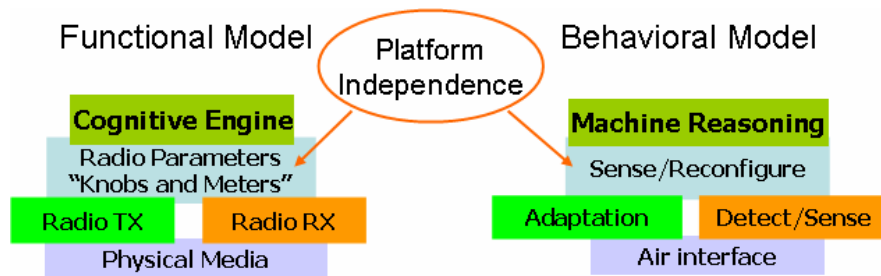 Functional Model
Platform
Independence
Behavioral Model
Cognitive Engine
Radio Parameters
“Knobs and Meters”
Radio TX
Radio RX
Physical Media
Machine Reasoning
Sense/Reconfigure
Adaptation
Detect/Sense
Air interface